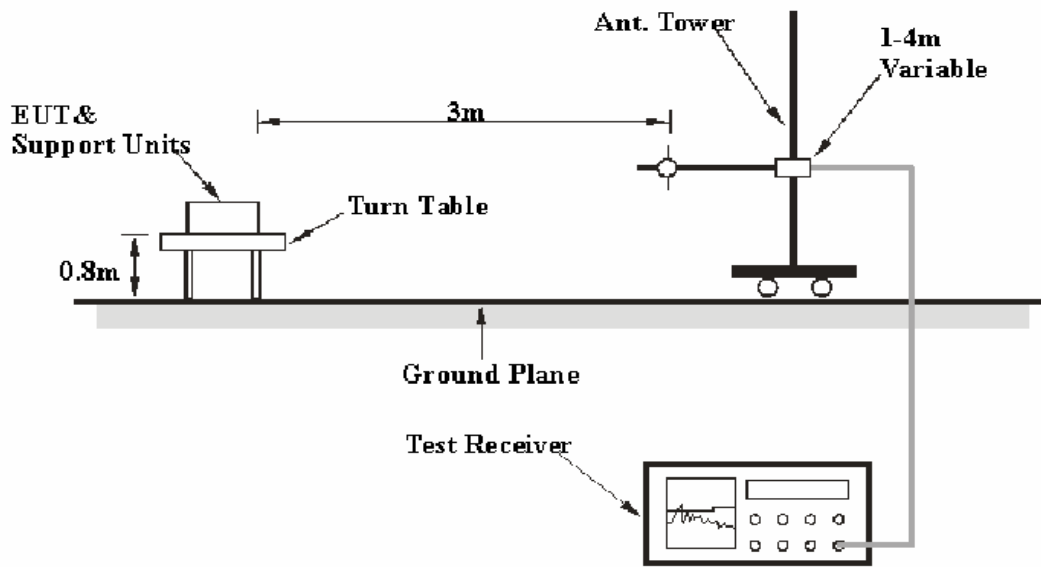 Ant. Tower
1-4m
Variable
EUT&
Support Units
3m
Turn Table
0.8m
Ground Plane
Test Receiver